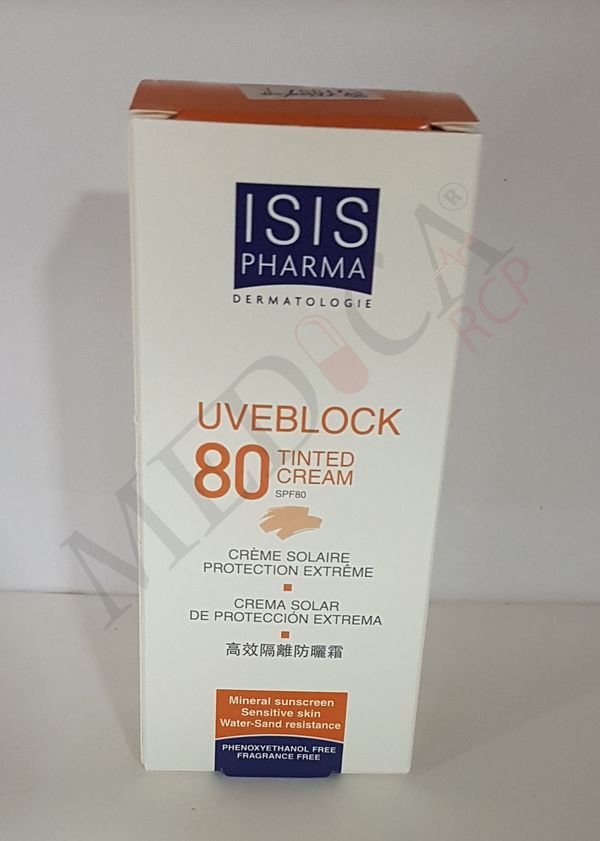 ISIS
PHARMA
DERMATOLOGIE
UVEBLOCK
80 TINTED
CREAM
SPF80
CRÈME SOLAIRE
PROTECTION EXTRÊME
CREMA SOLAR
DE PROTECCIÓN EXTREMA
高效隔離防曬霜
Mineral sunscreen
Sensitive skin
Water-Sand resistance
PHENOXYETHANOL FREE
FRAGRANCE FREE
MEDICA®
RCP